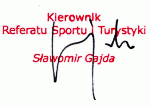 Kierownik
Referatu Sportu i Turystyki
Sławomir Gajda